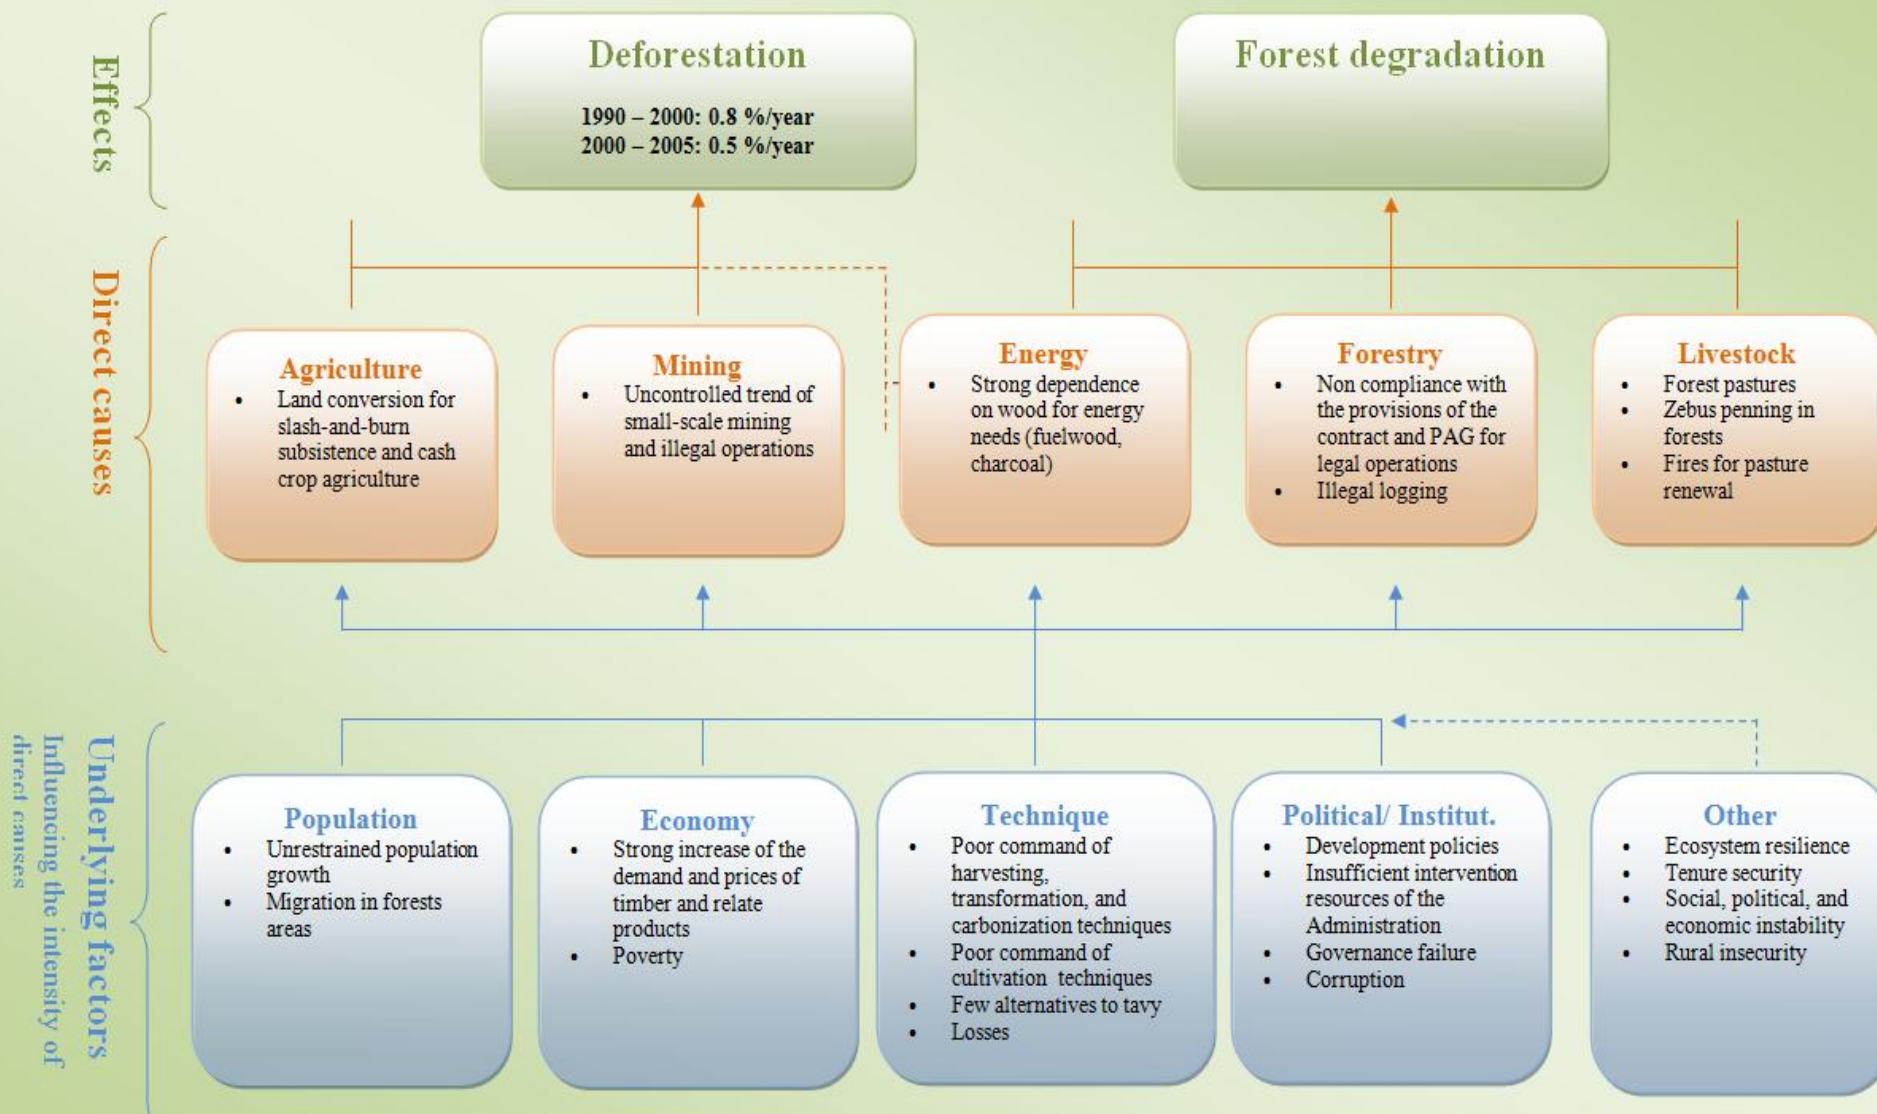 Effects
Deforestation
1990 – 2000: 0.8 %/year
2000 – 2005: 0.5 %/year
Forest degradation
Direct causes
Agriculture
• Land conversion for
slash-and-burn
subsistence and cash
crop agriculture
Mining
• Uncontrolled trend of
small-scale mining
and illegal operations
Energy
• Strong dependence
on wood for energy
needs (fuelwood,
charcoal)
Forestry
• Non compliance with
the provisions of the
contract and PAG for
legal operations
• Illegal logging
Livestock
• Forest pastures
• Zebus penning in
forests
• Fires for pasture
renewal
Underlying factors
Influencing the intensity of
direct causes
Population
• Unrestrained population
growth
• Migration in forests
areas
Economy
• Strong increase of the
demand and prices of
timber and relate
products
• Poverty
Technique
• Poor command of
harvesting,
transformation, and
carbonization techniques
• Poor command of
cultivation techniques
• Few alternatives to tavy
• Losses
Political/ Institut.
• Development policies
• Insufficient intervention
resources of the
Administration
• Governance failure
• Corruption
Other
• Ecosystem resilience
• Tenure security
• Social, political, and
economic instability
• Rural insecurity